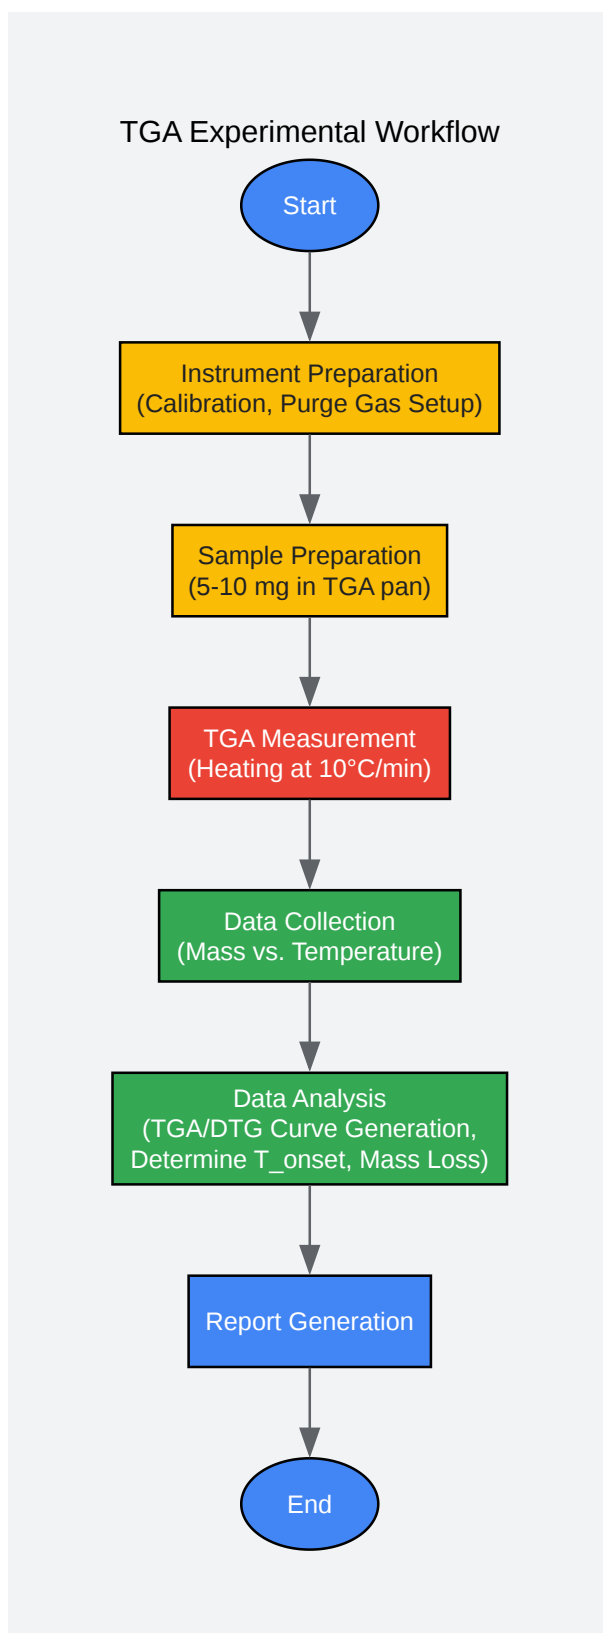 TGA Experimental Workflow
Start
Instrument Preparation
(Calibration, Purge Gas Setup)
Sample Preparation
(5-10 mg in TGA pan)
TGA Measurement
(Heating at 10°C/min)
Data Collection
(Mass vs. Temperature)
Data Analysis
(TGA/DTG Curve Generation,
Determine T_onset, Mass Loss)
Report Generation
End